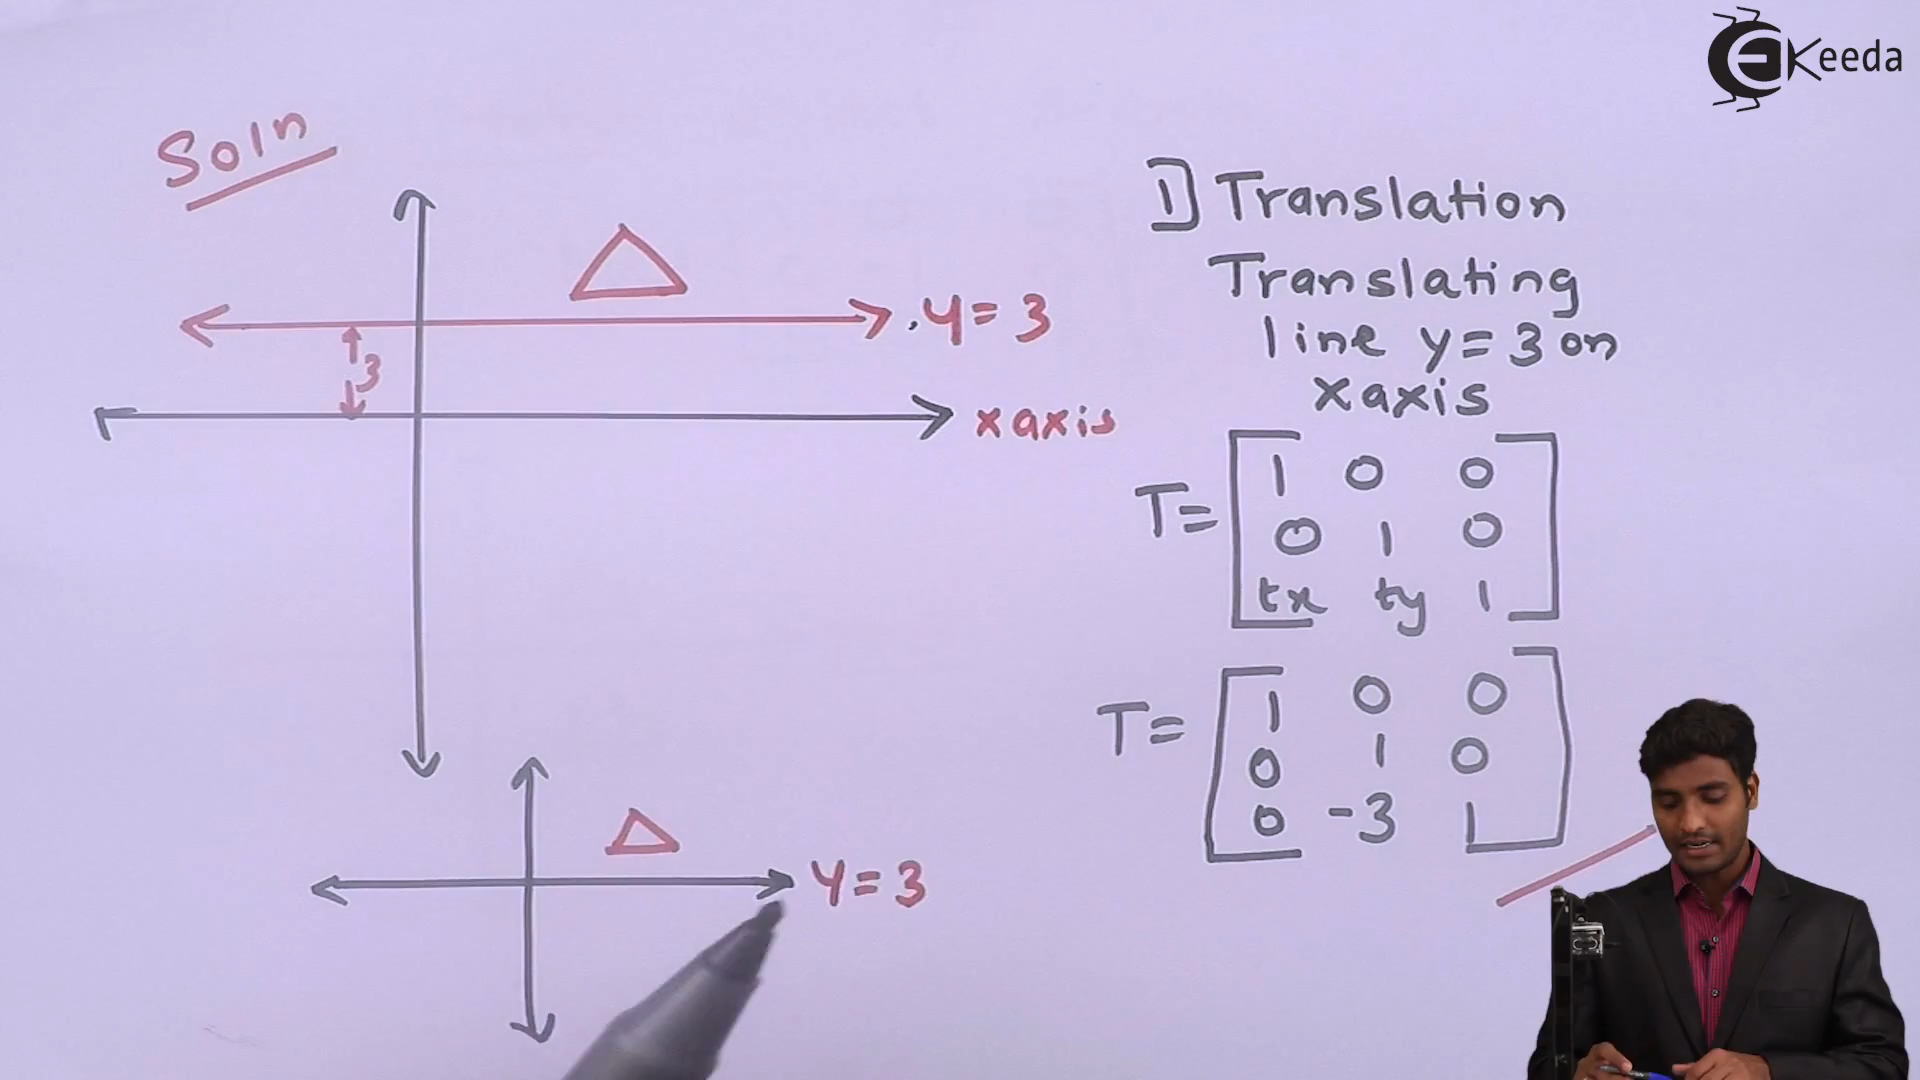 EKeeda
Soln
y = 3
3
x axis
y = 3
1] Translation
Translating
line y = 3 on
x axis
T = [ 1 0 0
0 1 0
tx ty 1 ]
T = [ 1 0 0
0 1 0
0 -3 1 ]